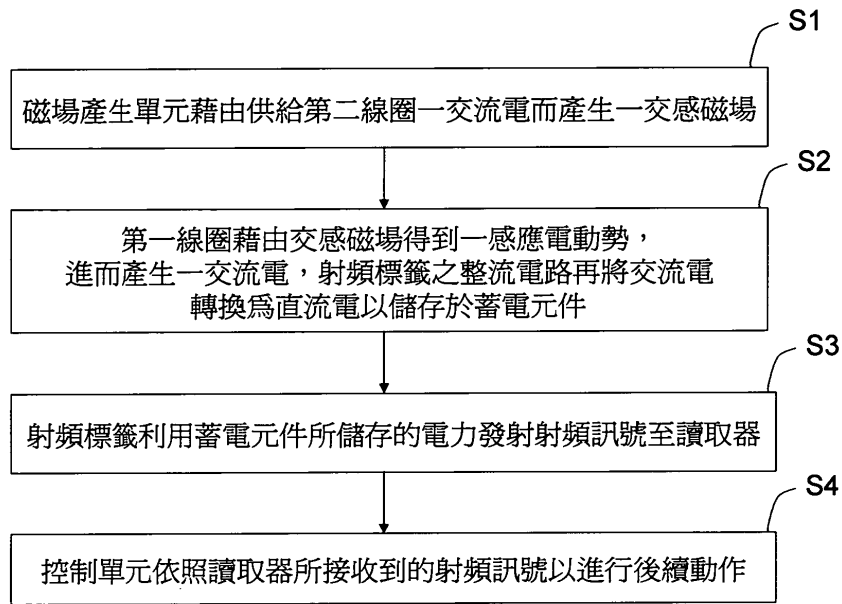 S1
磁場產生單元藉由供給第二線圈一交流電而產生一交感磁場
S2
第一線圈藉由交感磁場得到一感應電動勢，
進而產生一交流電，射頻標籤之整流電路再將交流電
轉換爲直流電以儲存於蓄電元件
S3
射頻標籤利用蓄電元件所儲存的電力發射射頻訊號至讀取器
S4
控制單元依照讀取器所接收到的射頻訊號以進行後續動作